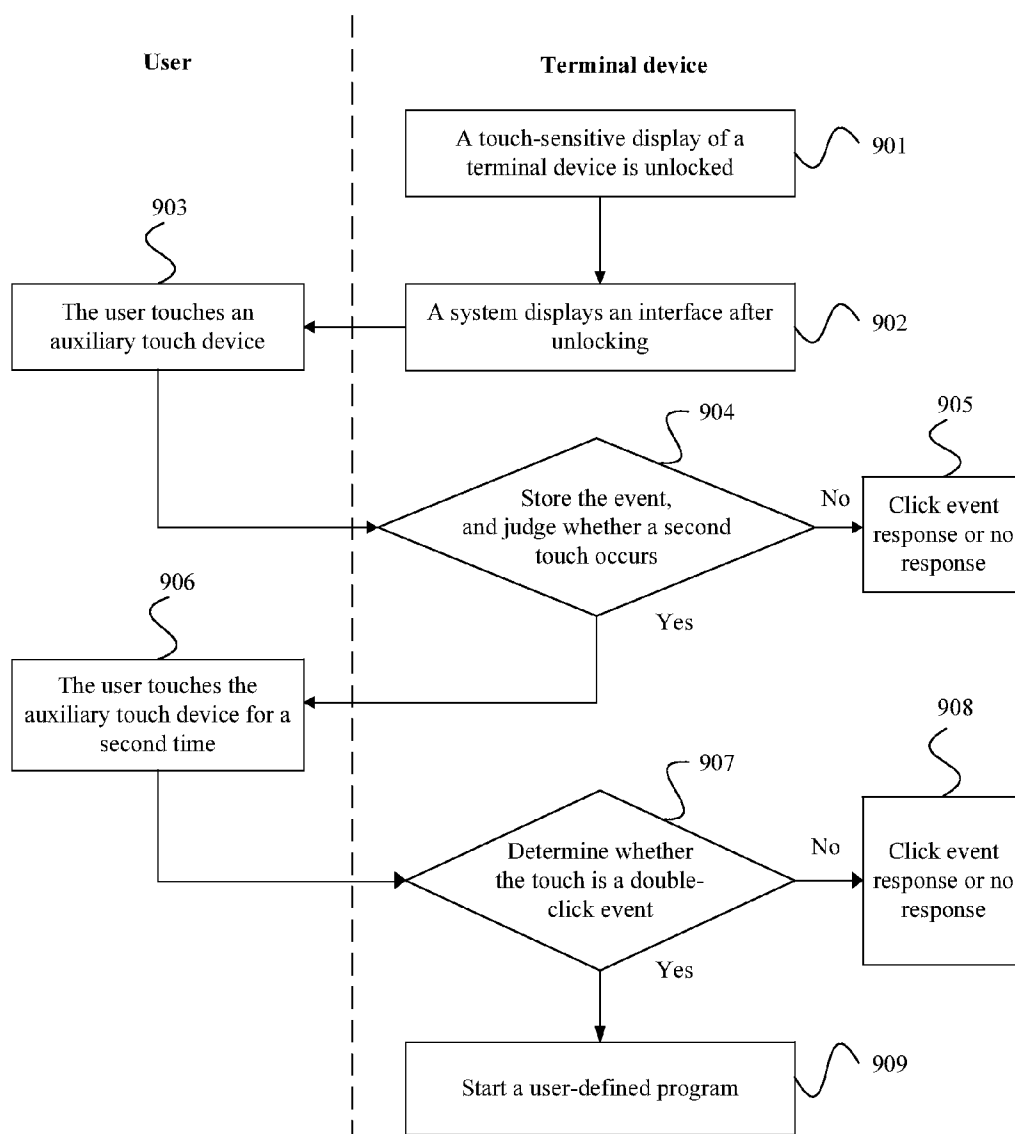 User
Terminal device
A touch-sensitive display of a
terminal device is unlocked
901
903
The user touches an
auxiliary touch device
A system displays an interface after
unlocking
902
904
905
Store the event,
and judge whether a second
touch occurs
No
Click event
response or no
response
Yes
906
The user touches the
auxiliary touch device for a
second time
907
908
Determine whether
the touch is a double-
click event
No
Click event
response or no
response
Yes
Start a user-defined program
909